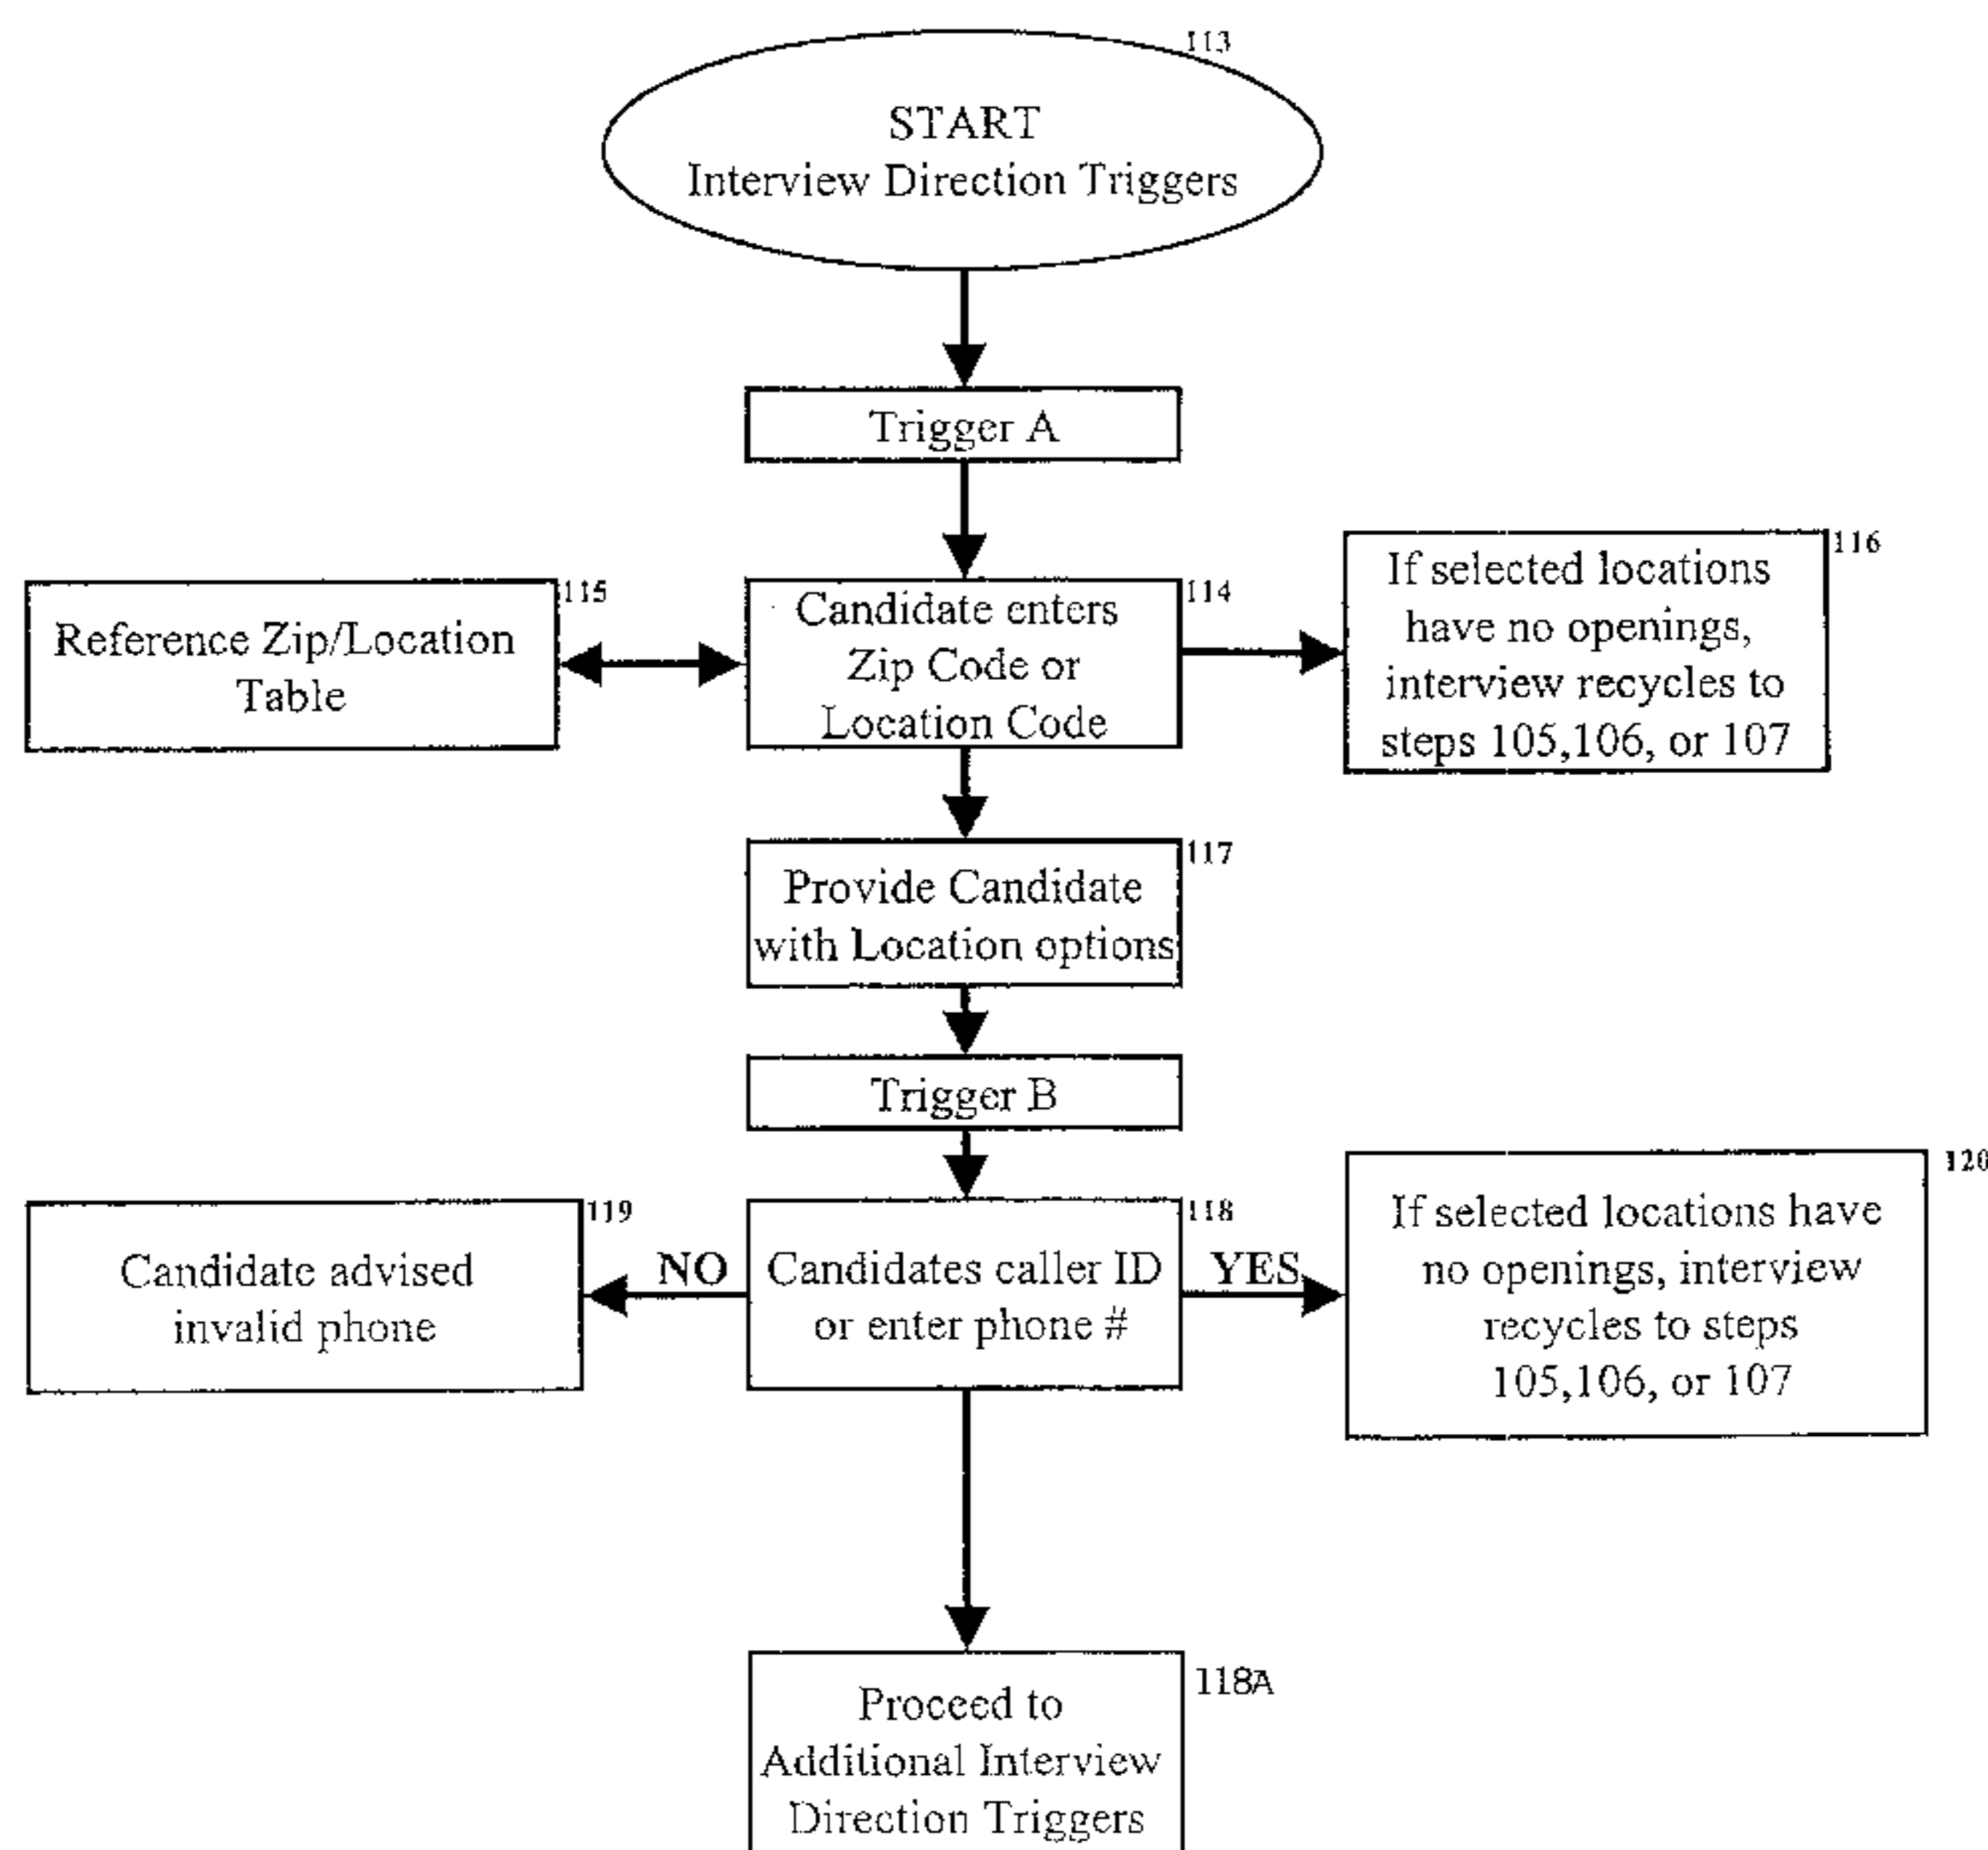 113
START
Interview Direction Triggers
Trigger A
115
Reference Zip/Location
Table
114
Candidate enters
Zip Code or
Location Code
116
If selected locations
have no openings,
interview recycles to
steps 105,106, or 107
117
Provide Candidate
with Location options
Trigger B
119
Candidate advised
invalid phone
NO
118
Candidates caller ID
or enter phone #
YES
120
If selected locations have
no openings, interview
recycles to steps
105,106, or 107
118A
Proceed to
Additional Interview
Direction Triggers